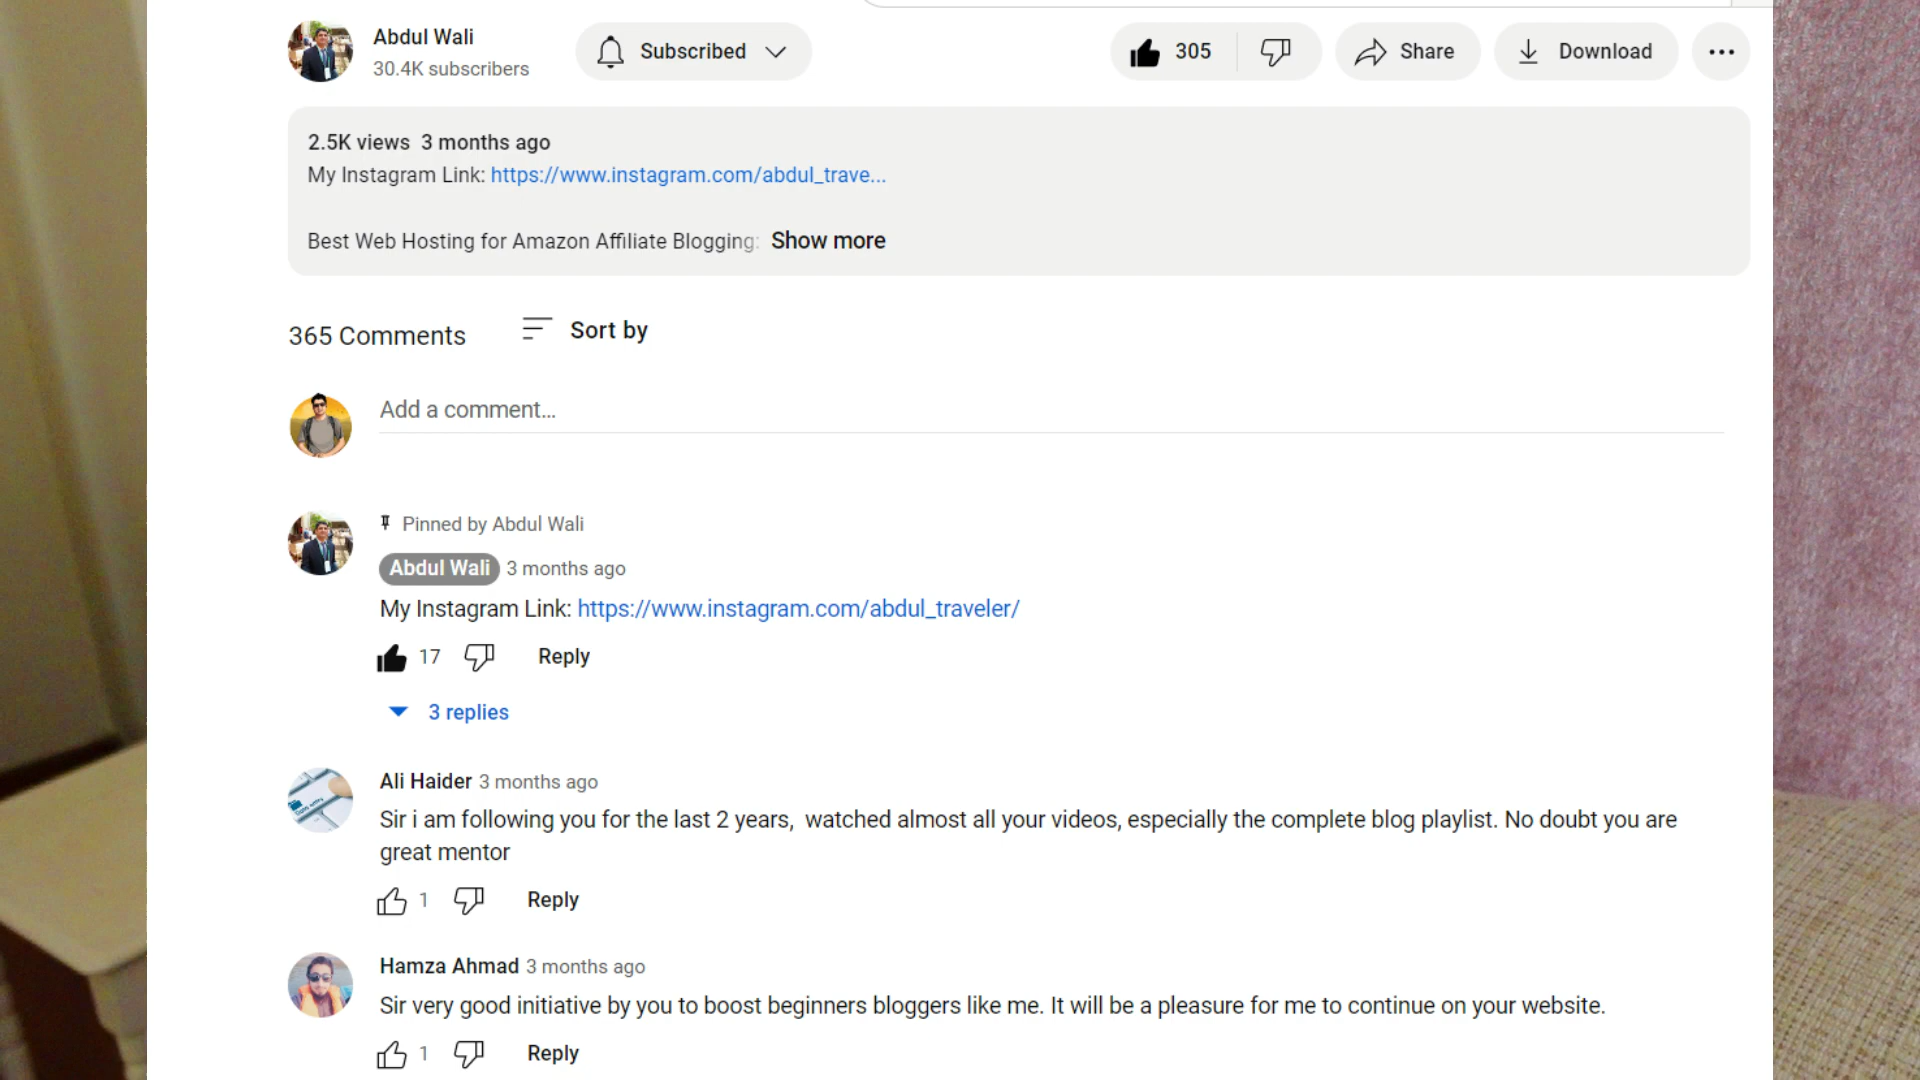 Abdul Wali
30.4K subscribers
Subscribed
305
Share
Download
2.5K views 3 months ago
My Instagram Link: https://www.instagram.com/abdul_trave...
Best Web Hosting for Amazon Affiliate Blogging: Show more
365 Comments
Sort by
Add a comment...
Pinned by Abdul Wali
Abdul Wali 3 months ago
My Instagram Link: https://www.instagram.com/abdul_traveler/
17
Reply
3 replies
Ali Haider 3 months ago
Sir i am following you for the last 2 years,  watched almost all your videos, especially the complete blog playlist. No doubt you are
great mentor
1
Reply
Hamza Ahmad 3 months ago
Sir very good initiative by you to boost beginners bloggers like me. It will be a pleasure for me to continue on your website.
1
Reply